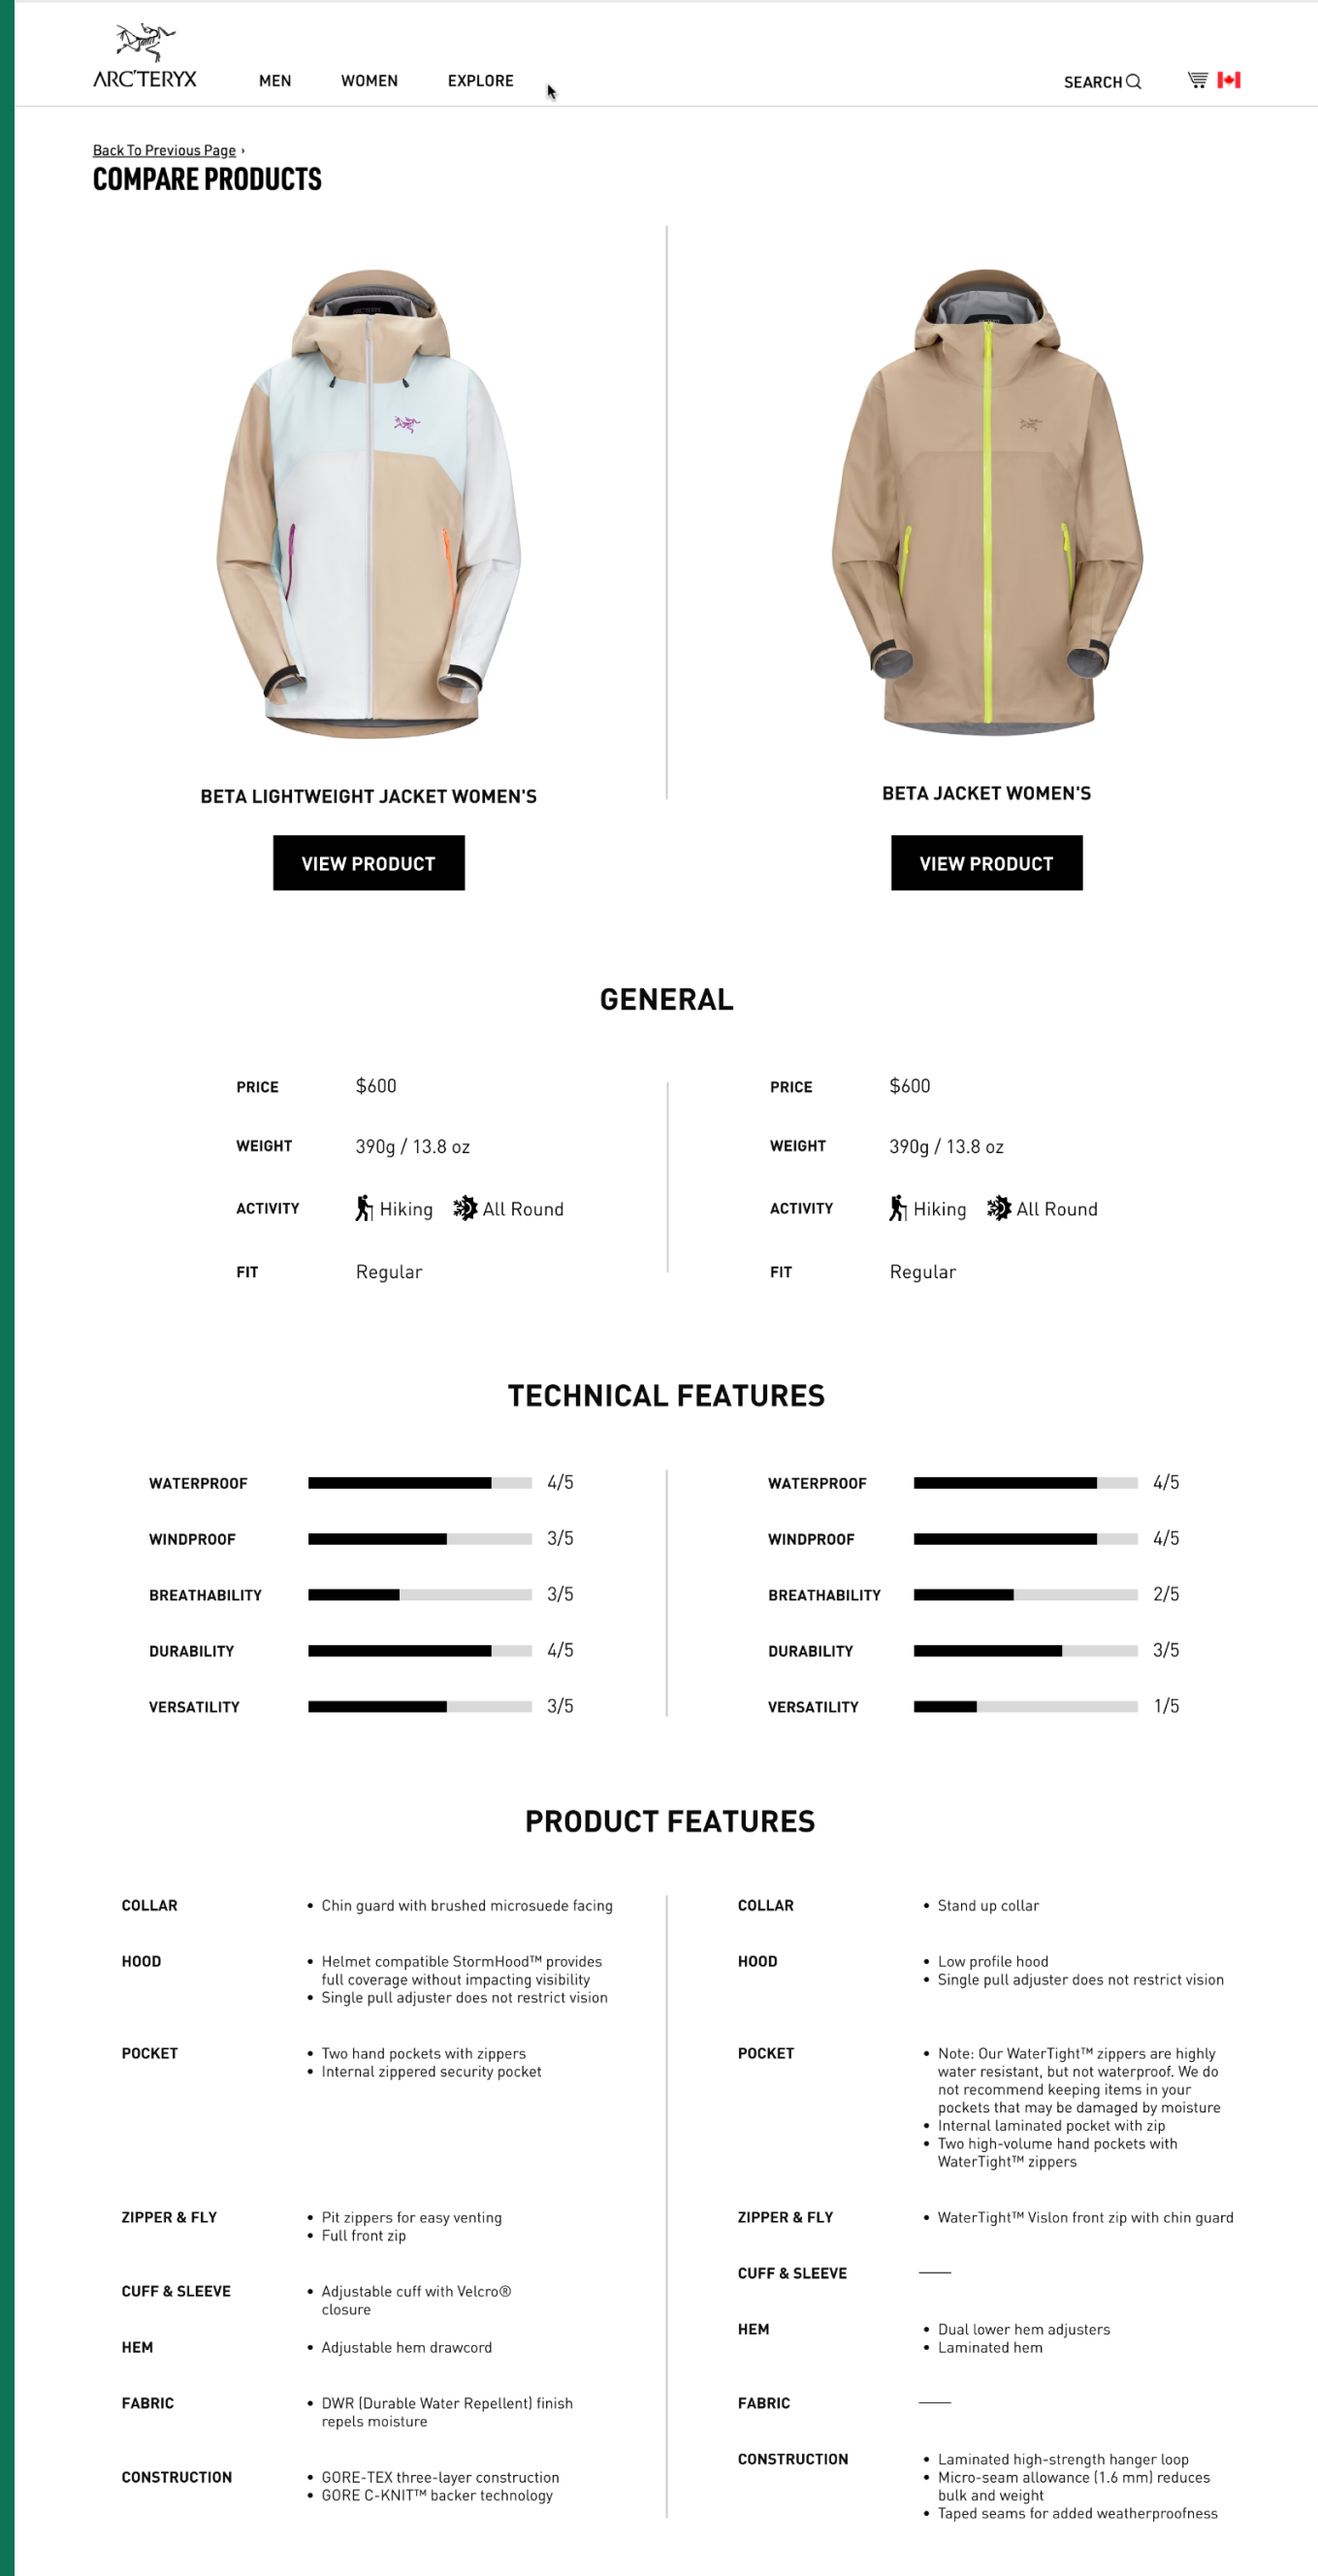 ARC'TERYX
MEN WOMEN EXPLORE SEARCH
Back To Previous Page ›
COMPARE PRODUCTS
BETA LIGHTWEIGHT JACKET WOMEN'S
VIEW PRODUCT
BETA JACKET WOMEN'S
VIEW PRODUCT
GENERAL
PRICE $600
WEIGHT 390g / 13.8 oz
ACTIVITY Hiking All Round
FIT Regular
PRICE $600
WEIGHT 390g / 13.8 oz
ACTIVITY Hiking All Round
FIT Regular
TECHNICAL FEATURES
WATERPROOF 4/5
WINDPROOF 3/5
BREATHABILITY 3/5
DURABILITY 4/5
VERSATILITY 3/5
WATERPROOF 4/5
WINDPROOF 4/5
BREATHABILITY 2/5
DURABILITY 3/5
VERSATILITY 1/5
PRODUCT FEATURES
COLLAR • Chin guard with brushed microsuede facing
HOOD • Helmet compatible StormHood™ provides
full coverage without impacting visibility
• Single pull adjuster does not restrict vision
POCKET • Two hand pockets with zippers
• Internal zippered security pocket
ZIPPER & FLY • Pit zippers for easy venting
• Full front zip
CUFF & SLEEVE • Adjustable cuff with Velcro®
closure
HEM • Adjustable hem drawcord
FABRIC • DWR (Durable Water Repellent) finish
repels moisture
CONSTRUCTION • GORE-TEX three-layer construction
• GORE C-KNIT™ backer technology
COLLAR • Stand up collar
HOOD • Low profile hood
• Single pull adjuster does not restrict vision
POCKET • Note: Our WaterTight™ zippers are highly
water resistant, but not waterproof. We do
not recommend keeping items in your
pockets that may be damaged by moisture
• Internal laminated pocket with zip
• Two high-volume hand pockets with
WaterTight™ zippers
ZIPPER & FLY • WaterTight™ Vislon front zip with chin guard
CUFF & SLEEVE —
HEM • Dual lower hem adjusters
• Laminated hem
FABRIC —
CONSTRUCTION • Laminated high-strength hanger loop
• Micro-seam allowance (1.6 mm) reduces
bulk and weight
• Taped seams for added weatherproofness